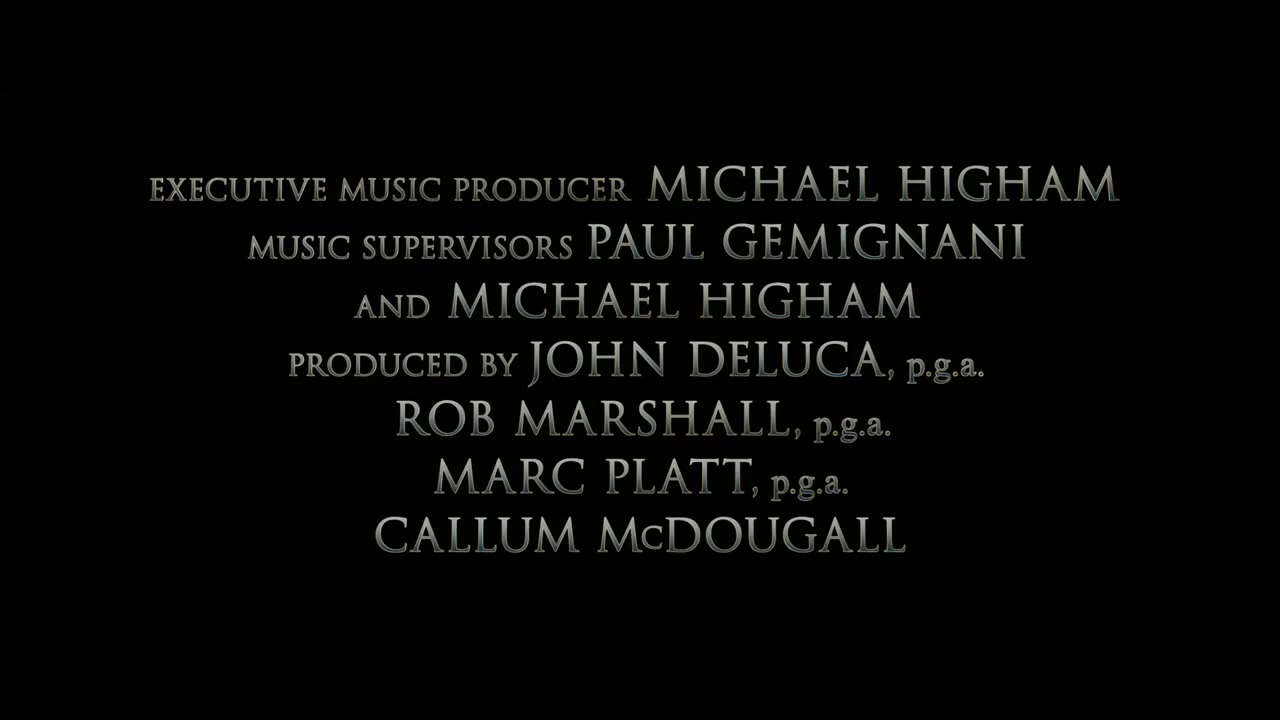 EXECUTIVE MUSIC PRODUCER MICHAEL HIGHAM
MUSIC SUPERVISORS PAUL GEMIGNANI
AND MICHAEL HIGHAM
PRODUCED BY JOHN DELUCA, p.g.a.
ROB MARSHALL, p.g.a.
MARC PLATT, p.g.a.
CALLUM McDOUGALL